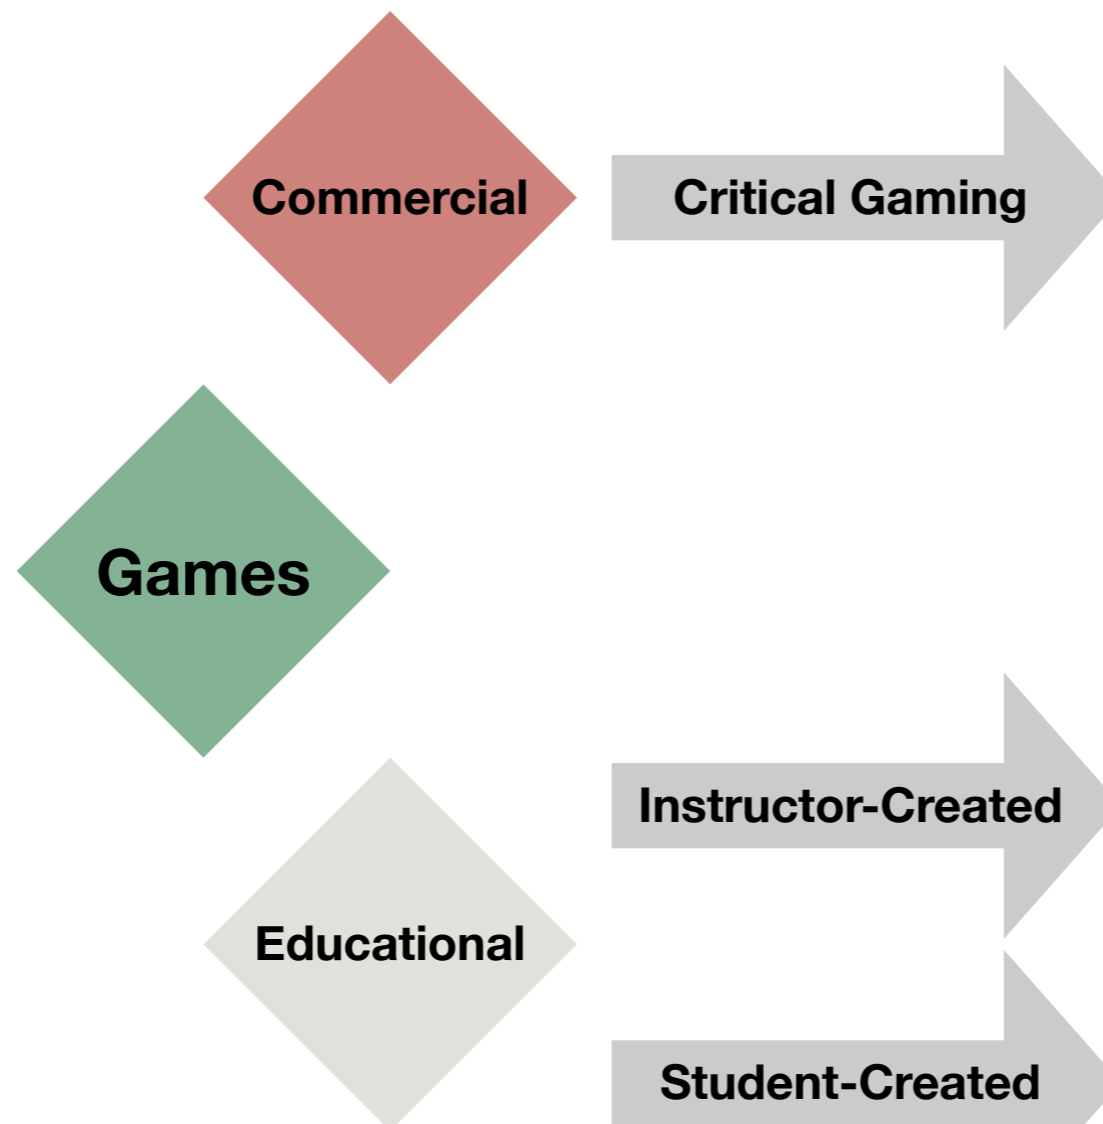 Commercial
Critical Gaming
Games
Instructor-Created
Educational
Student-Created